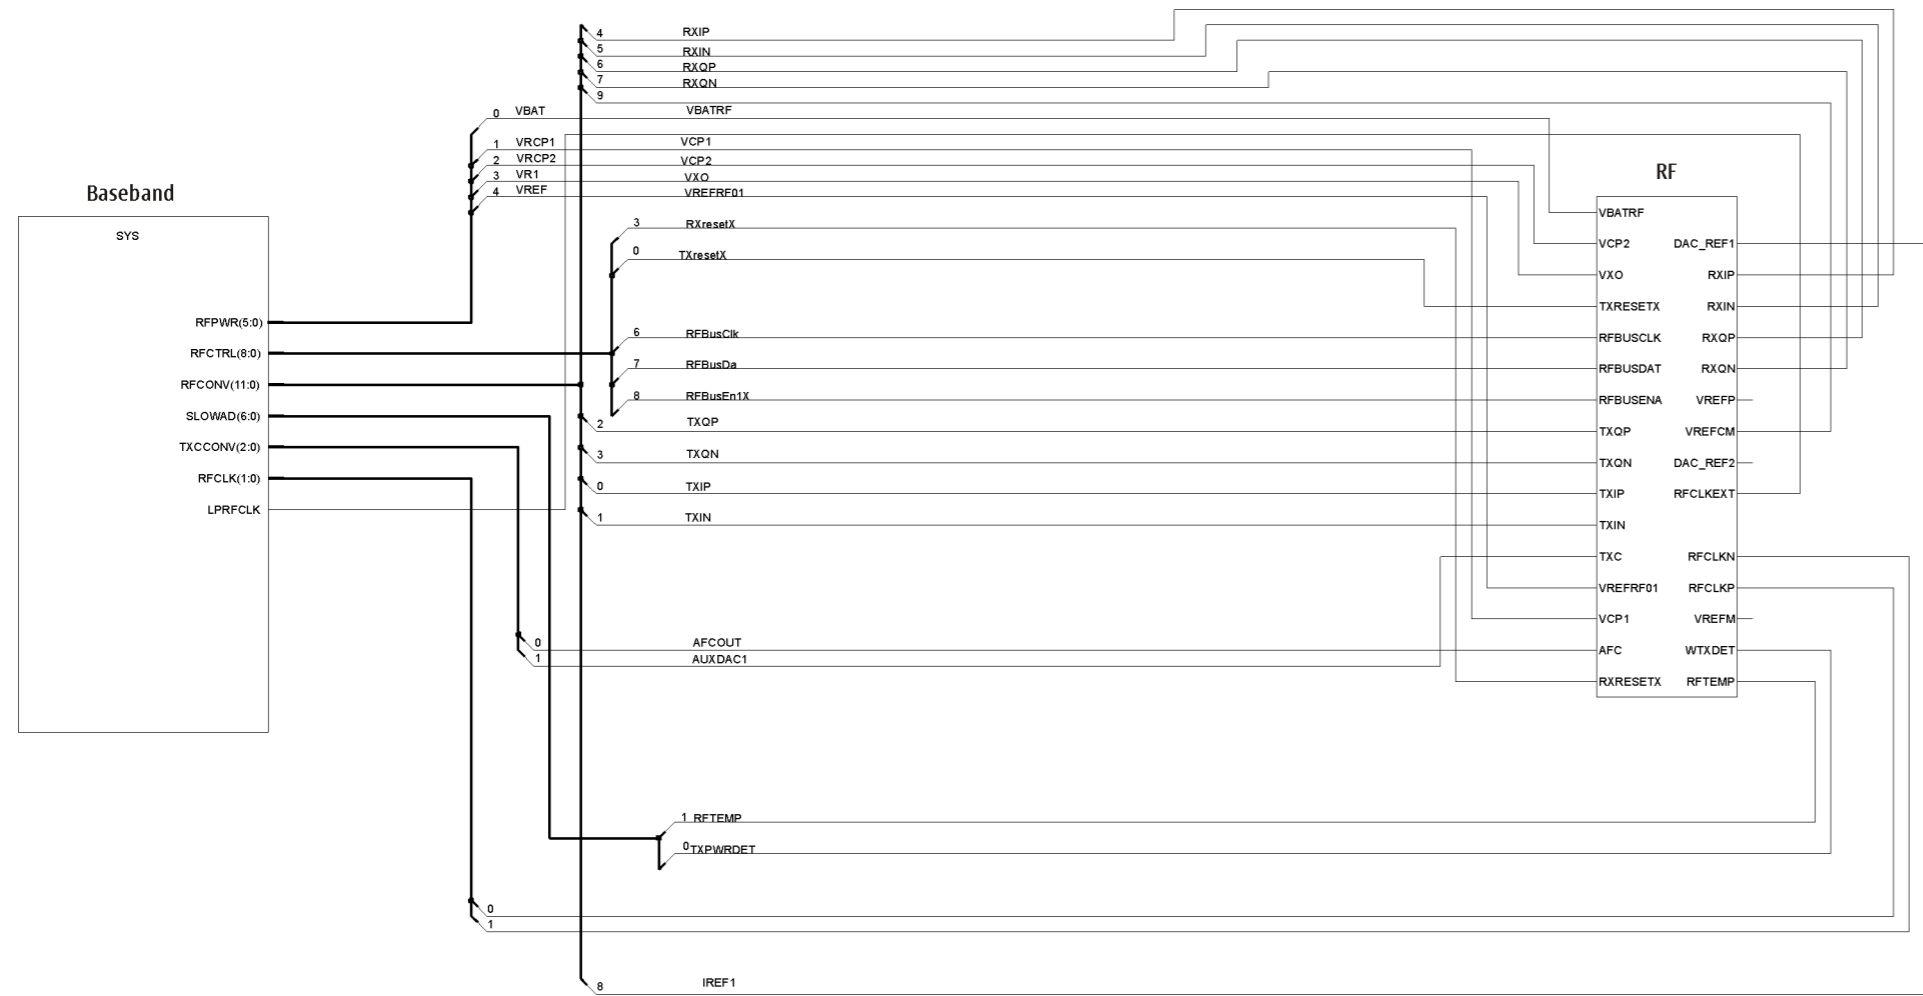 4 RXIP
5 RXIN
6 RXQP
7 RXQN
9
0 VBAT VBATRF
1 VRCP1 VCP1
2 VRCP2 VCP2
3 VR1 VXO
4 VREF VREFRF01
3 RXresetX
0 TXresetX
6 RFBusClk
7 RFBusDa
8 RFBusEn1X
2 TXQP
3 TXQN
0 TXIP
1 TXIN
0 AFCOUT
1 AUXDAC1
1 RFTEMP
0 TXPWRDET
0
1
8 IREF1
Baseband
SYS
RFPWR(5:0)
RFCTRL(8:0)
RFCONV(11:0)
SLOWAD(6:0)
TXCCONV(2:0)
RFCLK(1:0)
LPRFCLK
RF
VBATRF
VCP2 DAC_REF1
VXO RXIP
TXRESETX RXIN
RFBUSCLK RXQP
RFBUSDAT RXQN
RFBUSENA VREFP
TXQP VREFCM
TXQN DAC_REF2
TXIP RFCLKEXT
TXIN
TXC RFCLKN
VREFRF01 RFCLKP
VCP1 VREFM
AFC WTXDET
RXRESETX RFTEMP